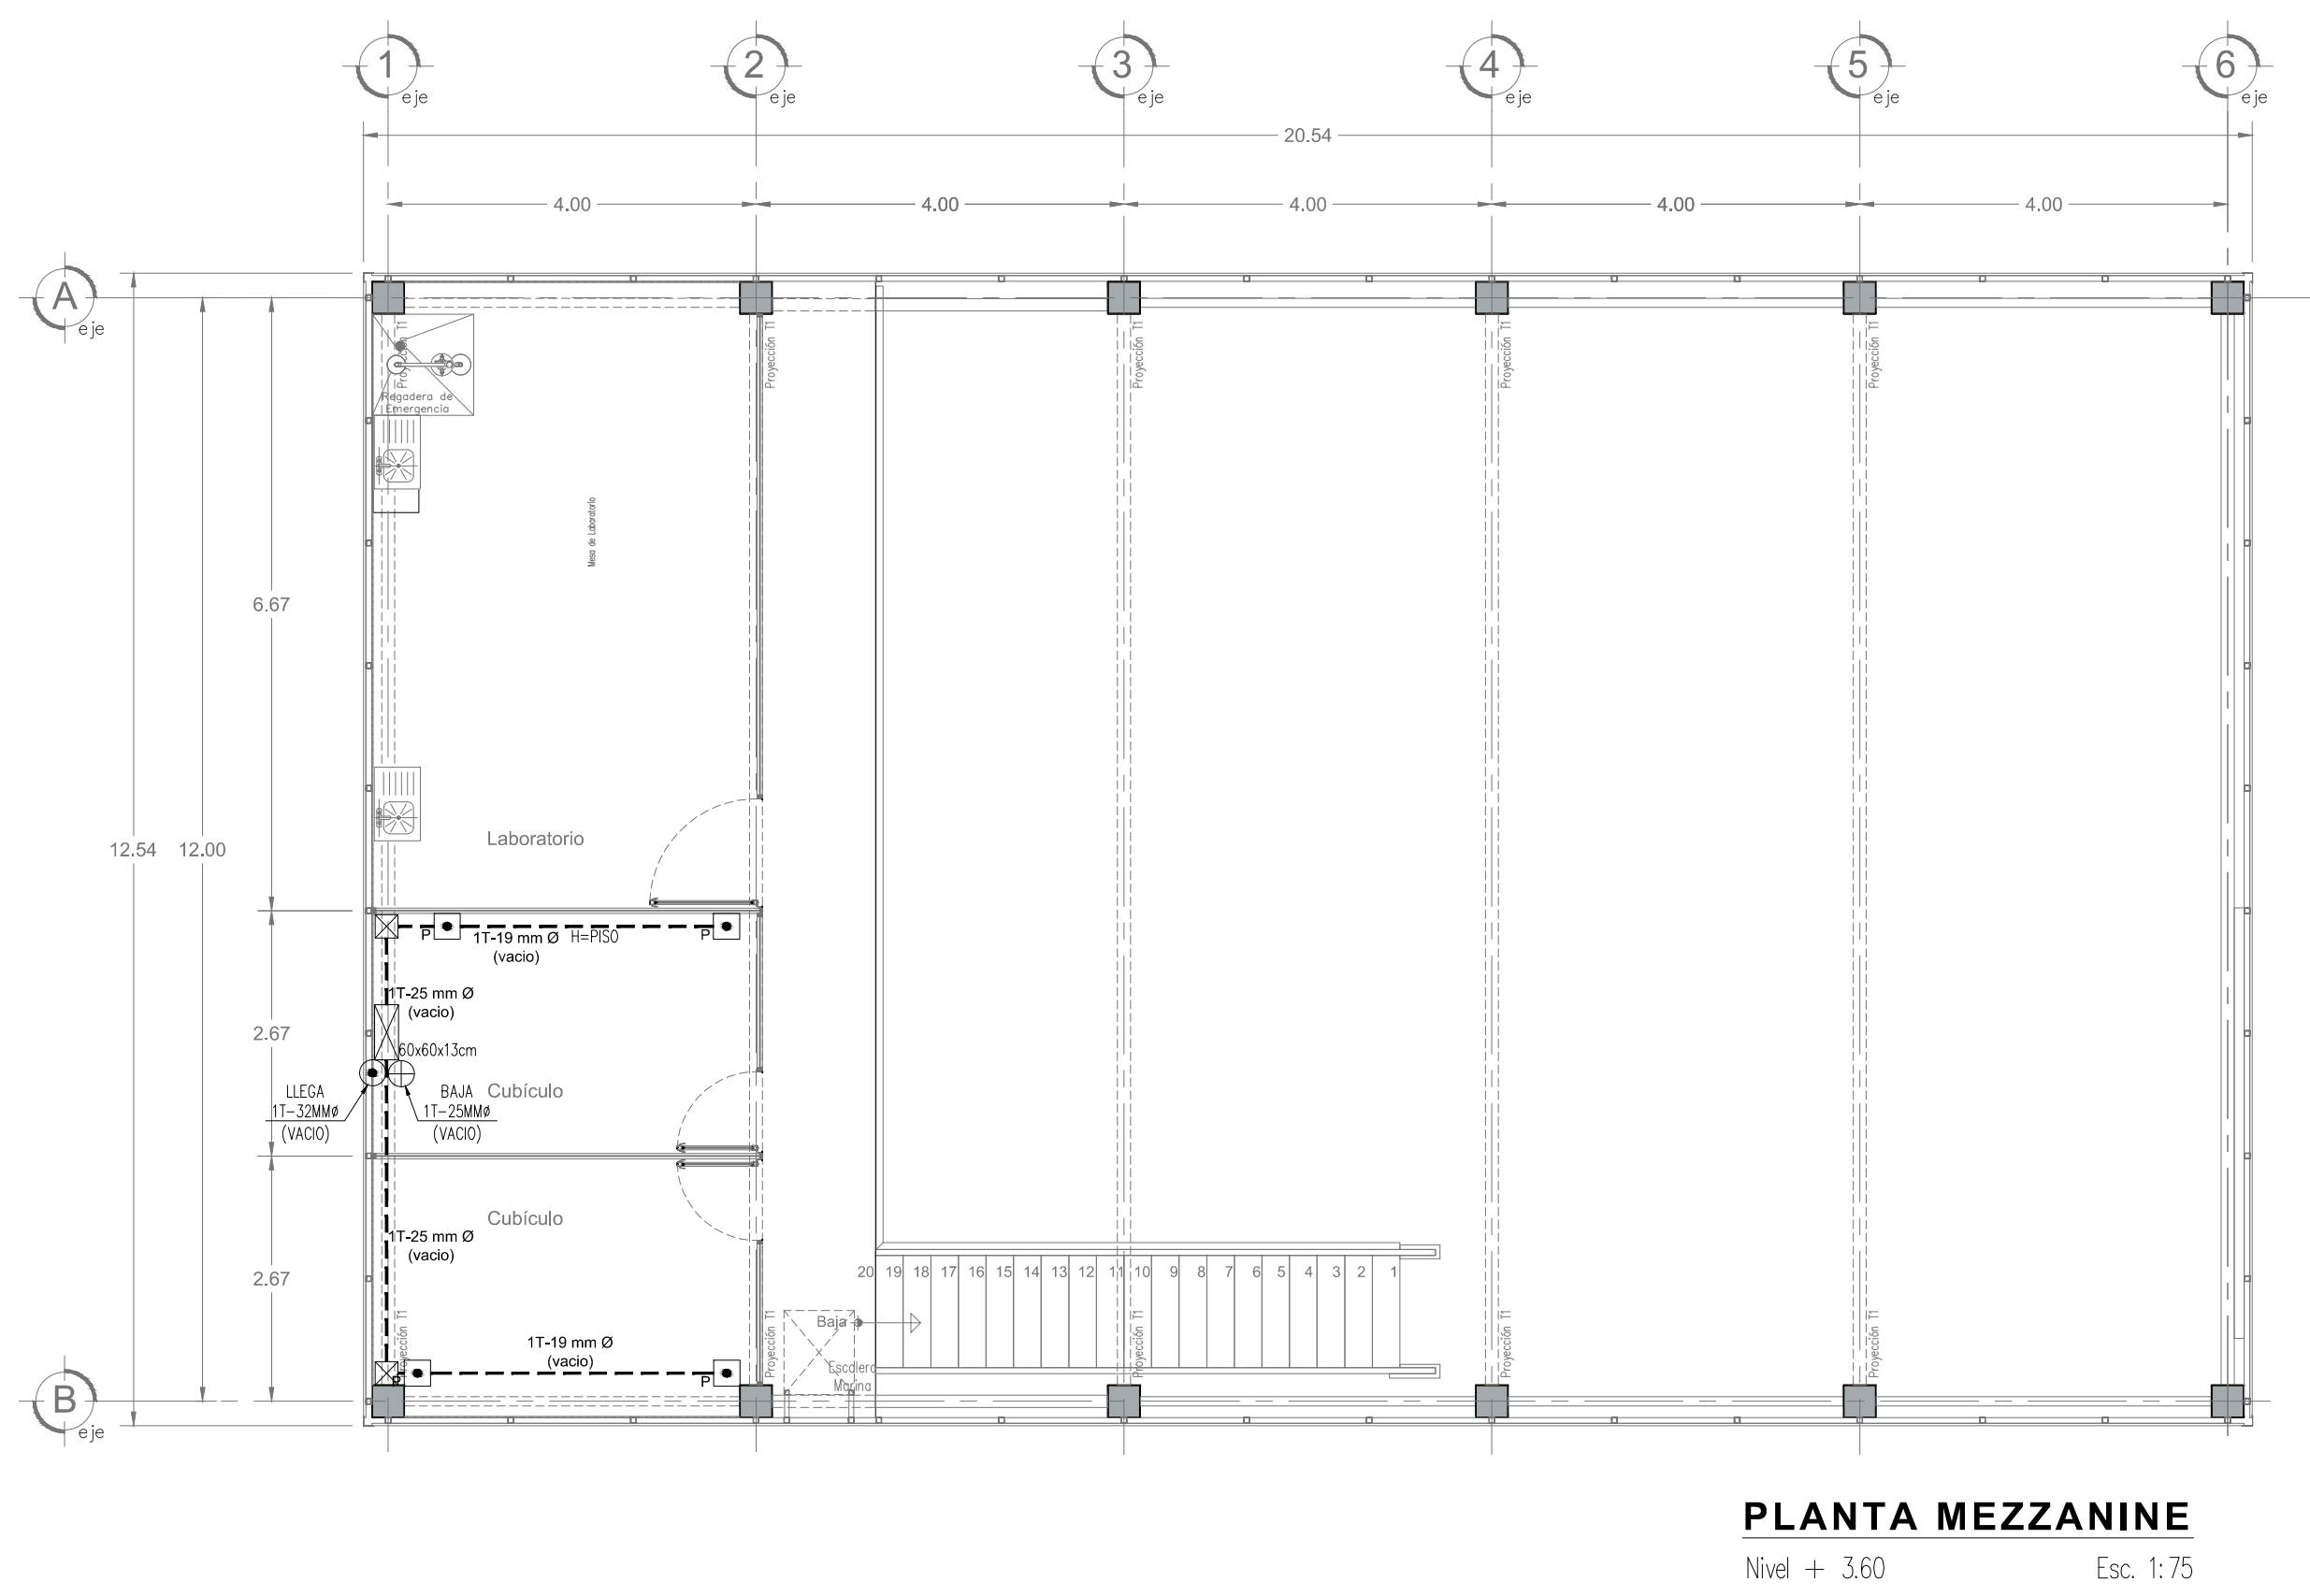 1
eje
2
eje
3
eje
4
eje
5
eje
6
eje
20.54
4.00
4.00
4.00
4.00
4.00
A
eje
Proyección T1
Proyección T1
Proyección T1
Proyección T1
Proyección T1
Regadera de
Emergencia
Mesa de Laboratorio
6.67
12.54
12.00
Laboratorio
P
1T-19 mm Ø H=PISO
(vacio)
P
1T-25 mm Ø
(vacio)
2.67
60x60x13cm
LLEGA
1T-32MMø
(VACIO)
BAJA
1T-25MMø
(VACIO)
Cubículo
Cubículo
1T-25 mm Ø
(vacio)
2.67
20 19 18 17 16 15 14 13 12 11 10 9 8 7 6 5 4 3 2 1
Baja
Proyección T1
Proyección T1
Proyección T1
Proyección T1
Proyección T1
1T-19 mm Ø
(vacio)
P
P
Escalera
Marina
B
eje
PLANTA MEZZANINE
Nivel + 3.60
Esc. 1:75